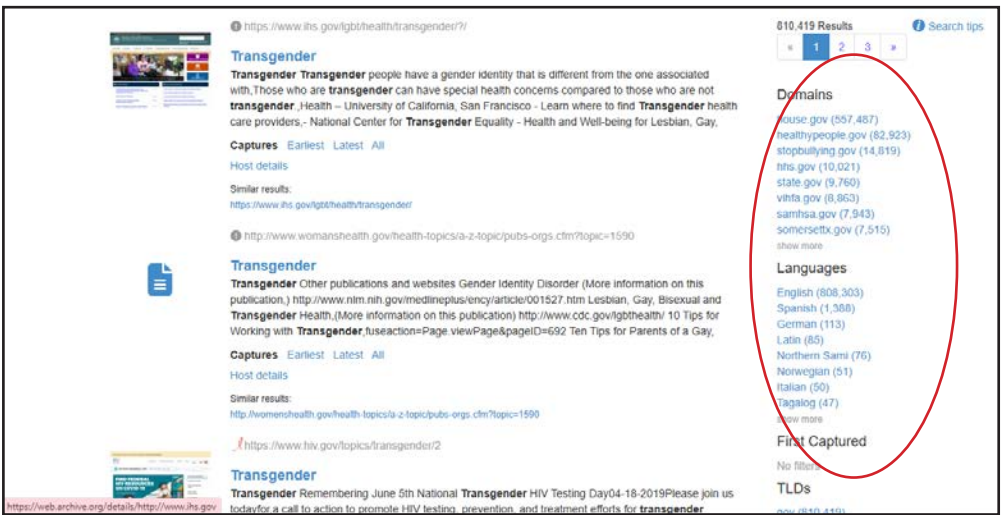 https://www.ihs.gov/lgbt/health/transgender/?/
Transgender
Transgender Transgender people have a gender identity that is different from the one associated
with,Those who are transgender can have special health concerns compared to those who are not
transgender.,Health – University of California, San Francisco - Learn where to find Transgender health
care providers,- National Center for Transgender Equality - Health and Well-being for Lesbian, Gay,
Captures Earliest Latest All
Host details
Similar results:
https://www.ihs.gov/lgbt/health/transgender/
http://www.womanshealth.gov/health-topics/a-z-topic/pubs-orgs.cfm?topic=1590
Transgender
Transgender Other publications and websites Gender Identity Disorder (More information on this
publication,) http://www.nlm.nih.gov/medlineplus/ency/article/001527.htm Lesbian, Gay, Bisexual and
Transgender Health,(More information on this publication) http://www.cdc.gov/lgbthealth/ 10 Tips for
Working with Transgender,fuseaction=Page.viewPage&pageID=692 Ten Tips for Parents of a Gay,
Captures Earliest Latest All
Host details
Similar results:
http://womenshealth.gov/health-topics/a-z-topic/pubs-orgs.cfm?topic=1590
https://www.hiv.gov/topics/transgender/2
Transgender
Transgender Remembering June 5th National Transgender HIV Testing Day04-18-2019Please join us
todayfor a call to action to promote HIV testing, prevention, and treatment efforts for transgender
https://web.archive.org/details/http://www.ihs.gov
810,419 Results
Search tips
« 1 2 3 »
Domains
house.gov (557,487)
healthypeople.gov (82,923)
stopbullying.gov (14,819)
hhs.gov (10,021)
state.gov (9,760)
vihfa.gov (8,863)
samhsa.gov (7,943)
somersettx.gov (7,515)
show more
Languages
English (808,303)
Spanish (1,388)
German (113)
Latin (85)
Northern Sami (76)
Norwegian (51)
Italian (50)
Tagalog (47)
show more
First Captured
No filters
TLDs
gov (810,419)